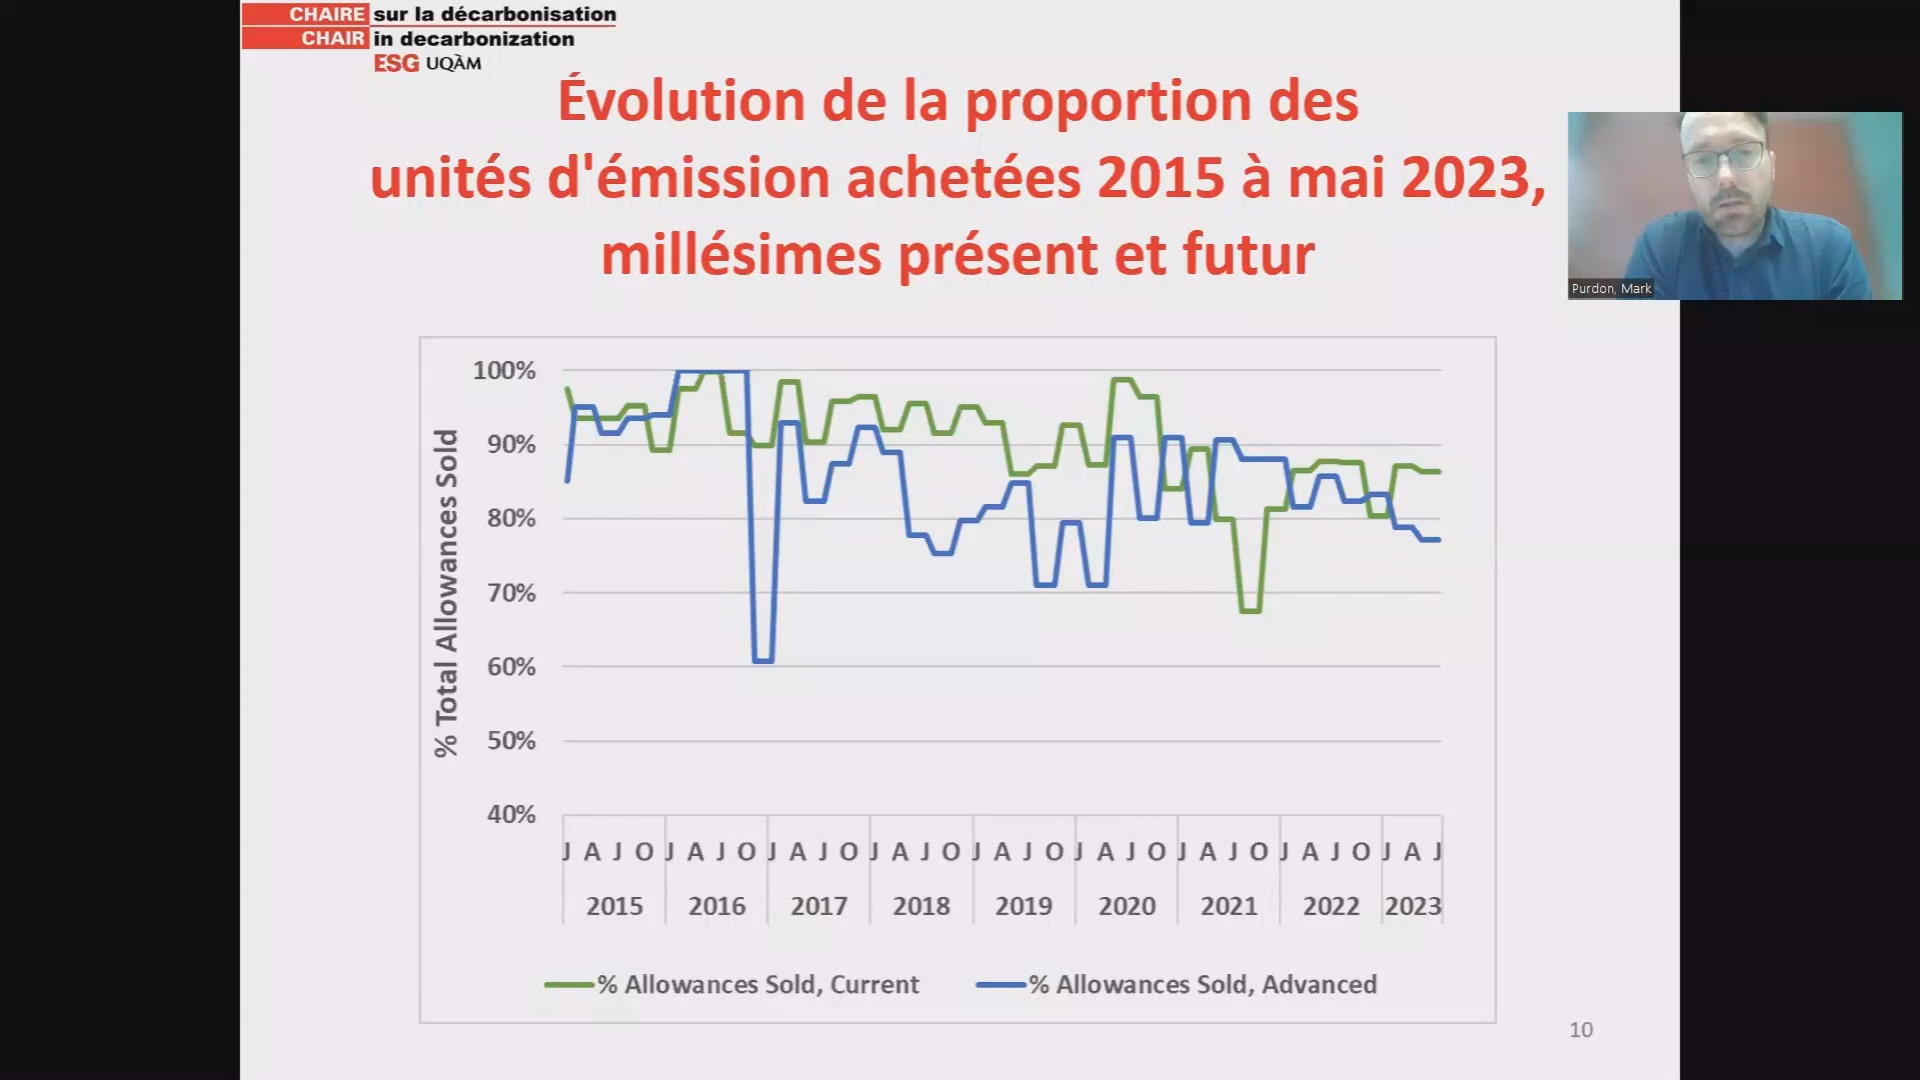 CHAIRE sur la décarbonisation
CHAIR in decarbonization
ESG UQÀM
Évolution de la proportion des
unités d'émission achetées 2015 à mai 2023,
millésimes présent et futur
Purdon, Mark
% Total Allowances Sold
100%
90%
80%
70%
60%
50%
40%
J A J O J A J O J A J O J A J O J A J O J A J O J A J O J A J O J A J
2015 2016 2017 2018 2019 2020 2021 2022 2023
% Allowances Sold, Current % Allowances Sold, Advanced
10